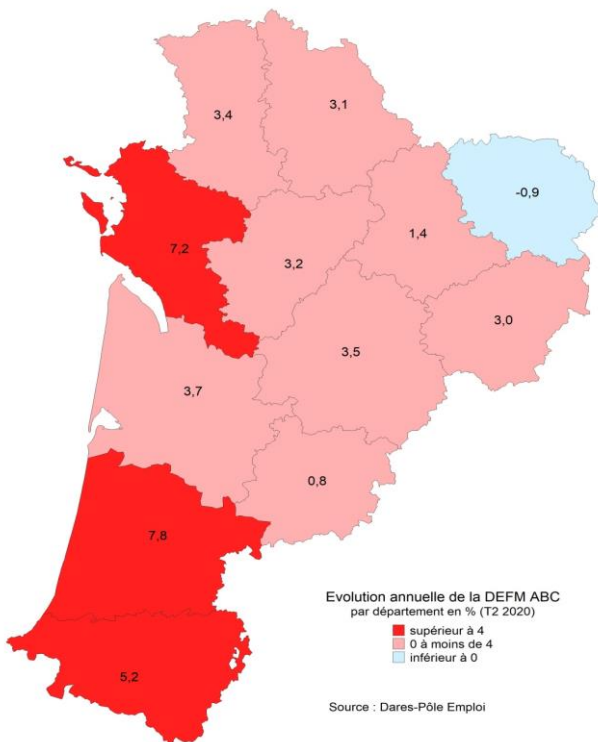 3,4
3,1
-0,9
1,4
7,2
3,2
3,0
3,5
3,7
0,8
7,8
5,2
Evolution annuelle de la DEFM ABC
par département en % (T2 2020)
supérieur à 4
0 à moins de 4
inférieur à 0
Source : Dares-Pôle Emploi